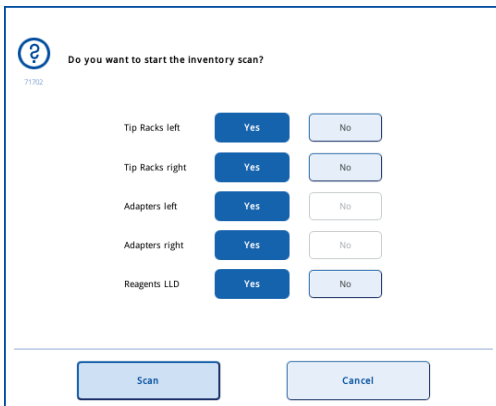 Do you want to start the inventory scan?
71702
Tip Racks left Yes No
Tip Racks right Yes No
Adapters left Yes No
Adapters right Yes No
Reagents LLD Yes No
Scan Cancel